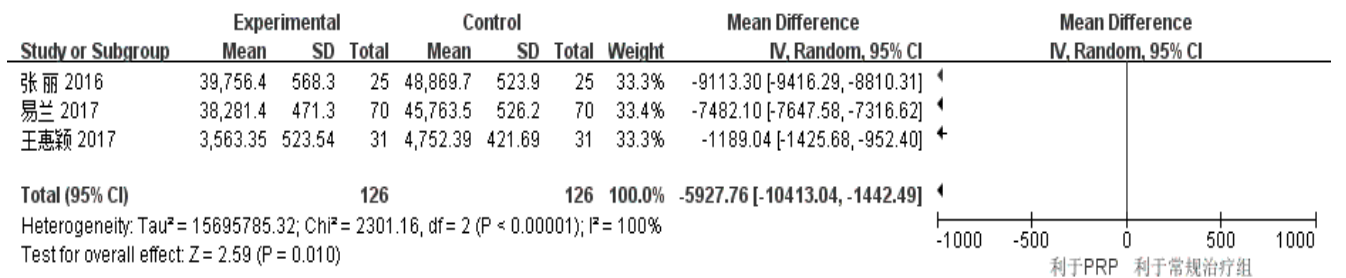 Experimental Control Mean Difference Mean Difference
Study or Subgroup Mean SD Total Mean SD Total Weight IV, Random, 95% CI IV, Random, 95% CI
张 丽 2016 39,756.4 568.3 25 48,869.7 523.9 25 33.3% -9113.30 [-9416.29, -8810.31]
易兰 2017 38,281.4 471.3 70 45,763.5 526.2 70 33.4% -7482.10 [-7647.58, -7316.62]
王惠颖 2017 3,563.35 523.54 31 4,752.39 421.69 31 33.3% -1189.04 [-1425.68, -952.40]
Total (95% CI) 126 126 100.0% -5927.76 [-10413.04, -1442.49]
Heterogeneity: Tau² = 15695785.32; Chi² = 2301.16, df = 2 (P < 0.00001); I² = 100%
Test for overall effect: Z = 2.59 (P = 0.010)
-1000 -500 0 500 1000
利于PRP 利于常规治疗组